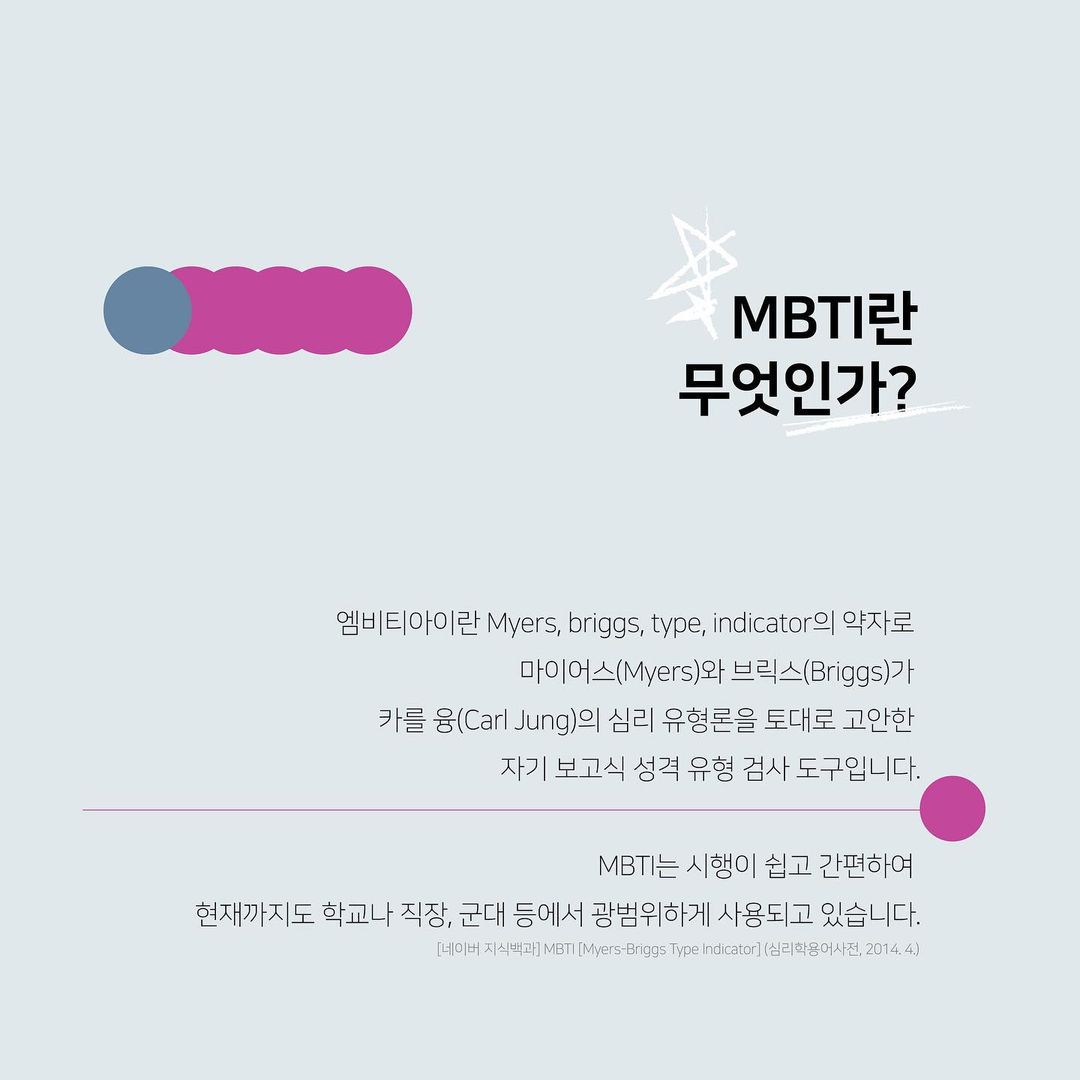 MBTI란
무엇인가?
엠비티아이란 Myers, briggs, type, indicator의 약자로
마이어스(Myers)와 브릭스(Briggs)가
카를 융(Carl Jung)의 심리 유형론을 토대로 고안한
자기 보고식 성격 유형 검사 도구입니다.
MBTI는 시행이 쉽고 간편하여
현재까지도 학교나 직장, 군대 등에서 광범위하게 사용되고 있습니다.
[네이버 지식백과] MBTI [Myers-Briggs Type Indicator] (심리학용어사전, 2014. 4.)